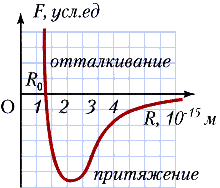 F, усл.ед
отталкивание
R₀
O 1 2 3 4
R, 10⁻¹⁵ м
притяжение